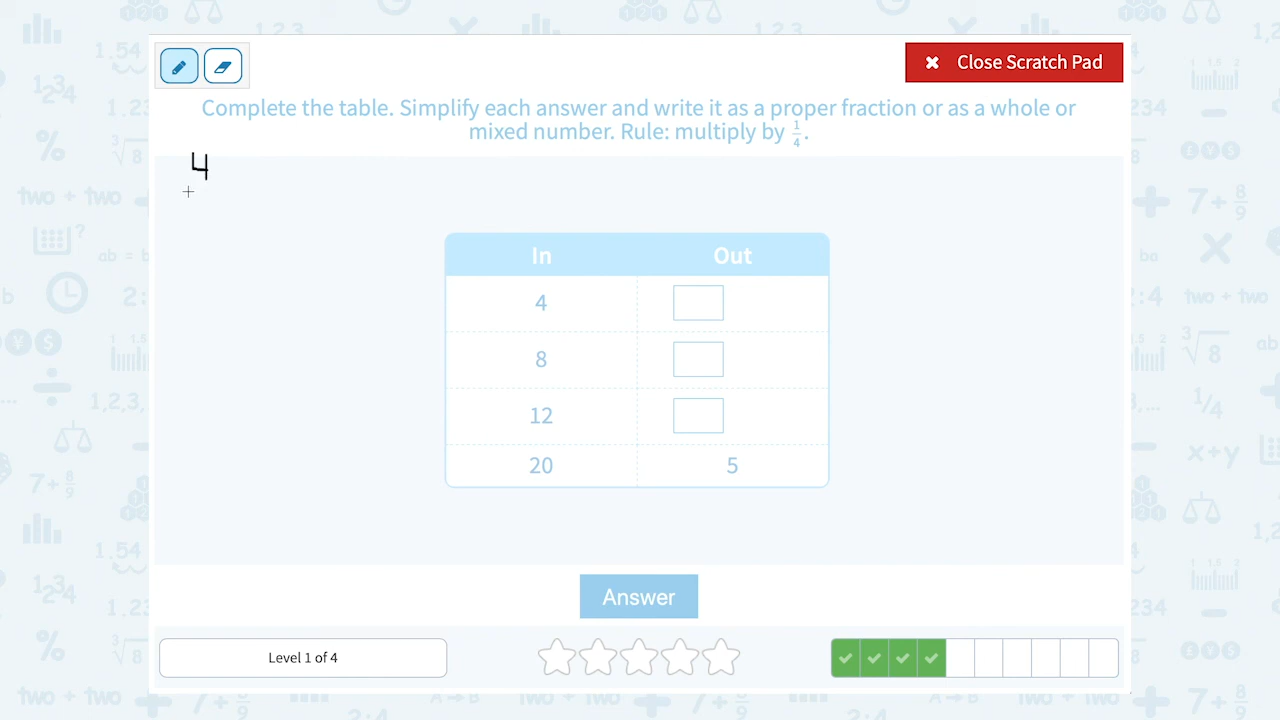 ✖ Close Scratch Pad
Complete the table. Simplify each answer and write it as a proper fraction or as a whole or
mixed number. Rule: multiply by 1/4.
4
In Out
4
8
12
20 5
Answer
Level 1 of 4